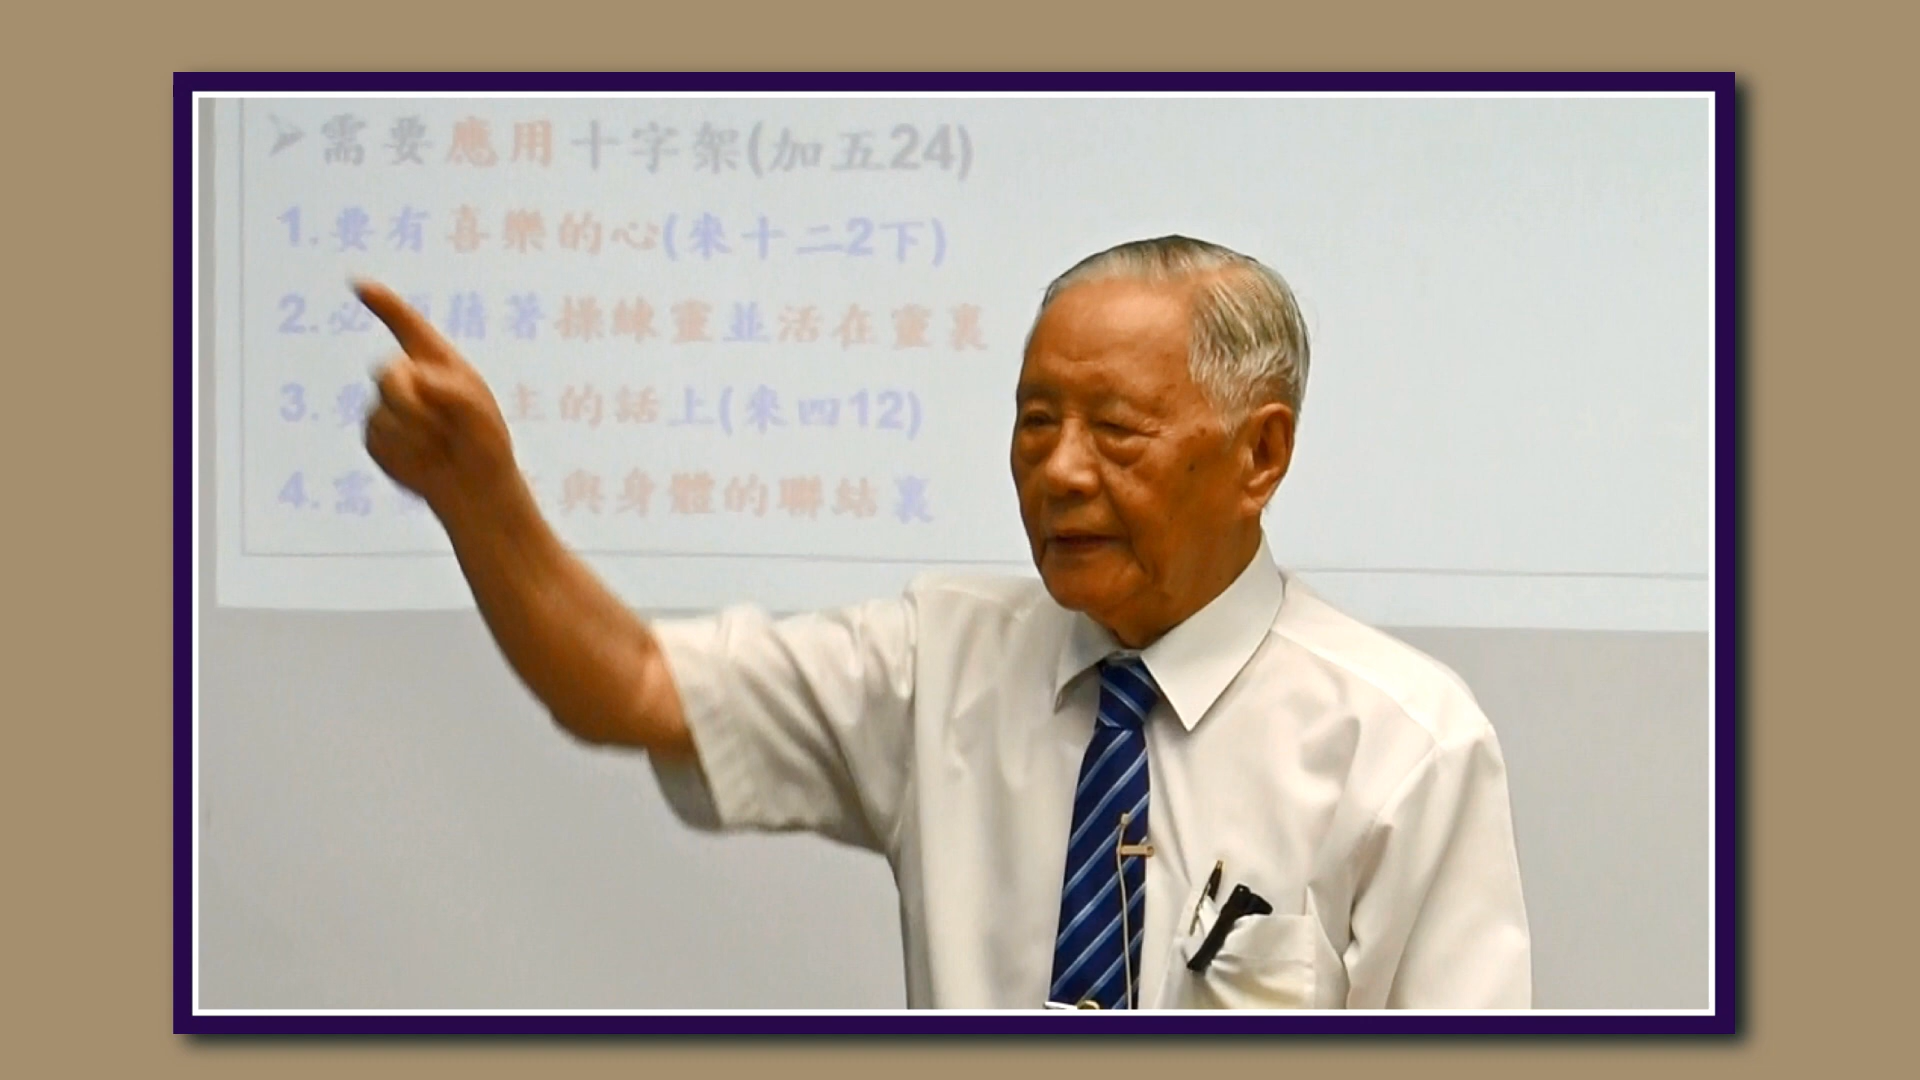 ➢需要應用十字架(加五24)
1.要有喜樂的心(來十二2下)
2.必須藉著操練靈並活在靈裏
3.要 主的話上(來四12)
4.需 與身體的聯結裏